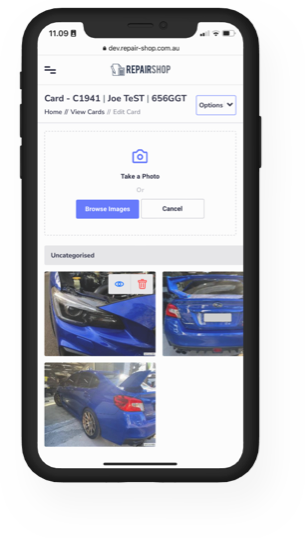 11.09
dev.repair-shop.com.au
REPAIRSHOP
Card - C1941 | Joe TeST | 656GGT
Options
Home // View Cards // Edit Card
Take a Photo
Or
Browse Images
Cancel
Uncategorised